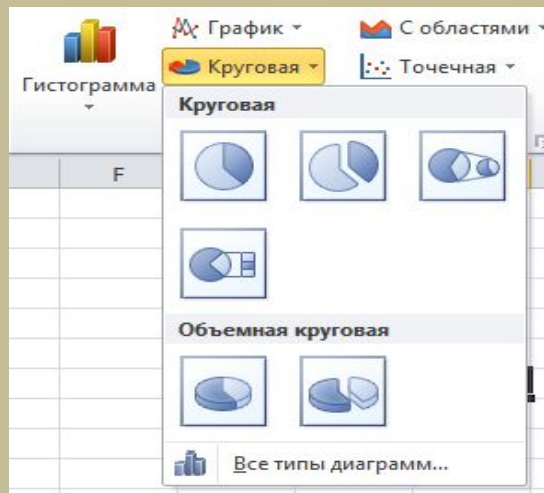 График
С областями
Гистограмма
Круговая
Точечная
Круговая
F
Объемная круговая
Все типы диаграмм...